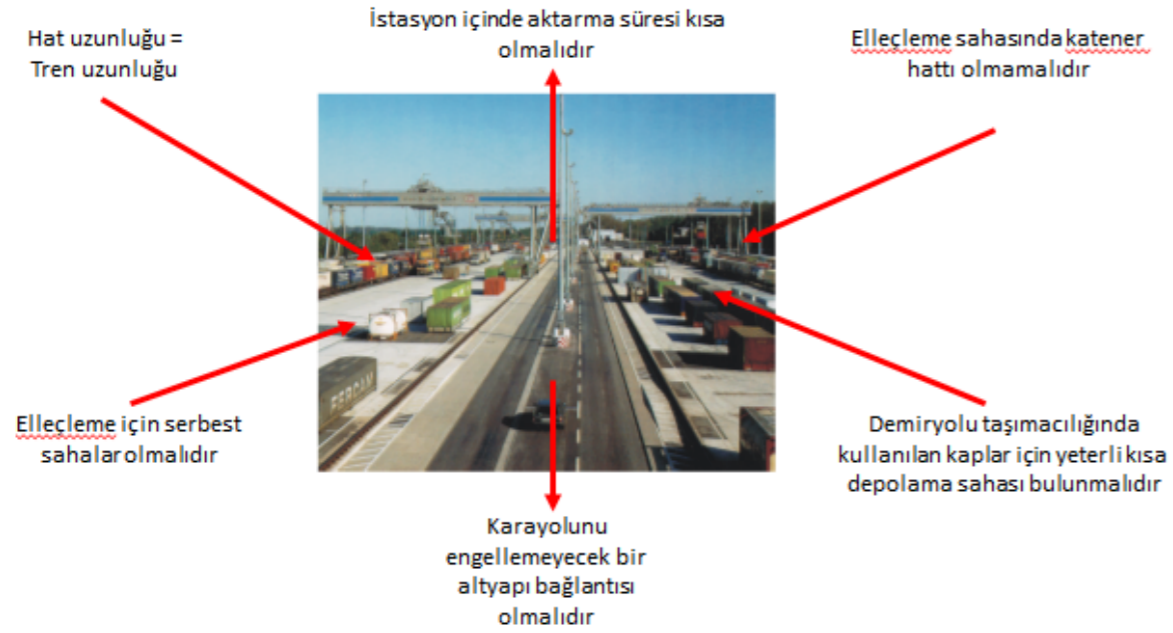 İstasyon içinde aktarma süresi kısa
olmalıdır
Hat uzunluğu =
Tren uzunluğu
Elleçleme sahasında katener
hattı olmamalıdır
FERCAM
Elleçleme için serbest
sahalar olmalıdır
Demiryolu taşımacılığında
kullanılan kaplar için yeterli kısa
depolama sahası bulunmalıdır
Karayolunu
engellemeyecek bir
altyapı bağlantısı
olmalıdır